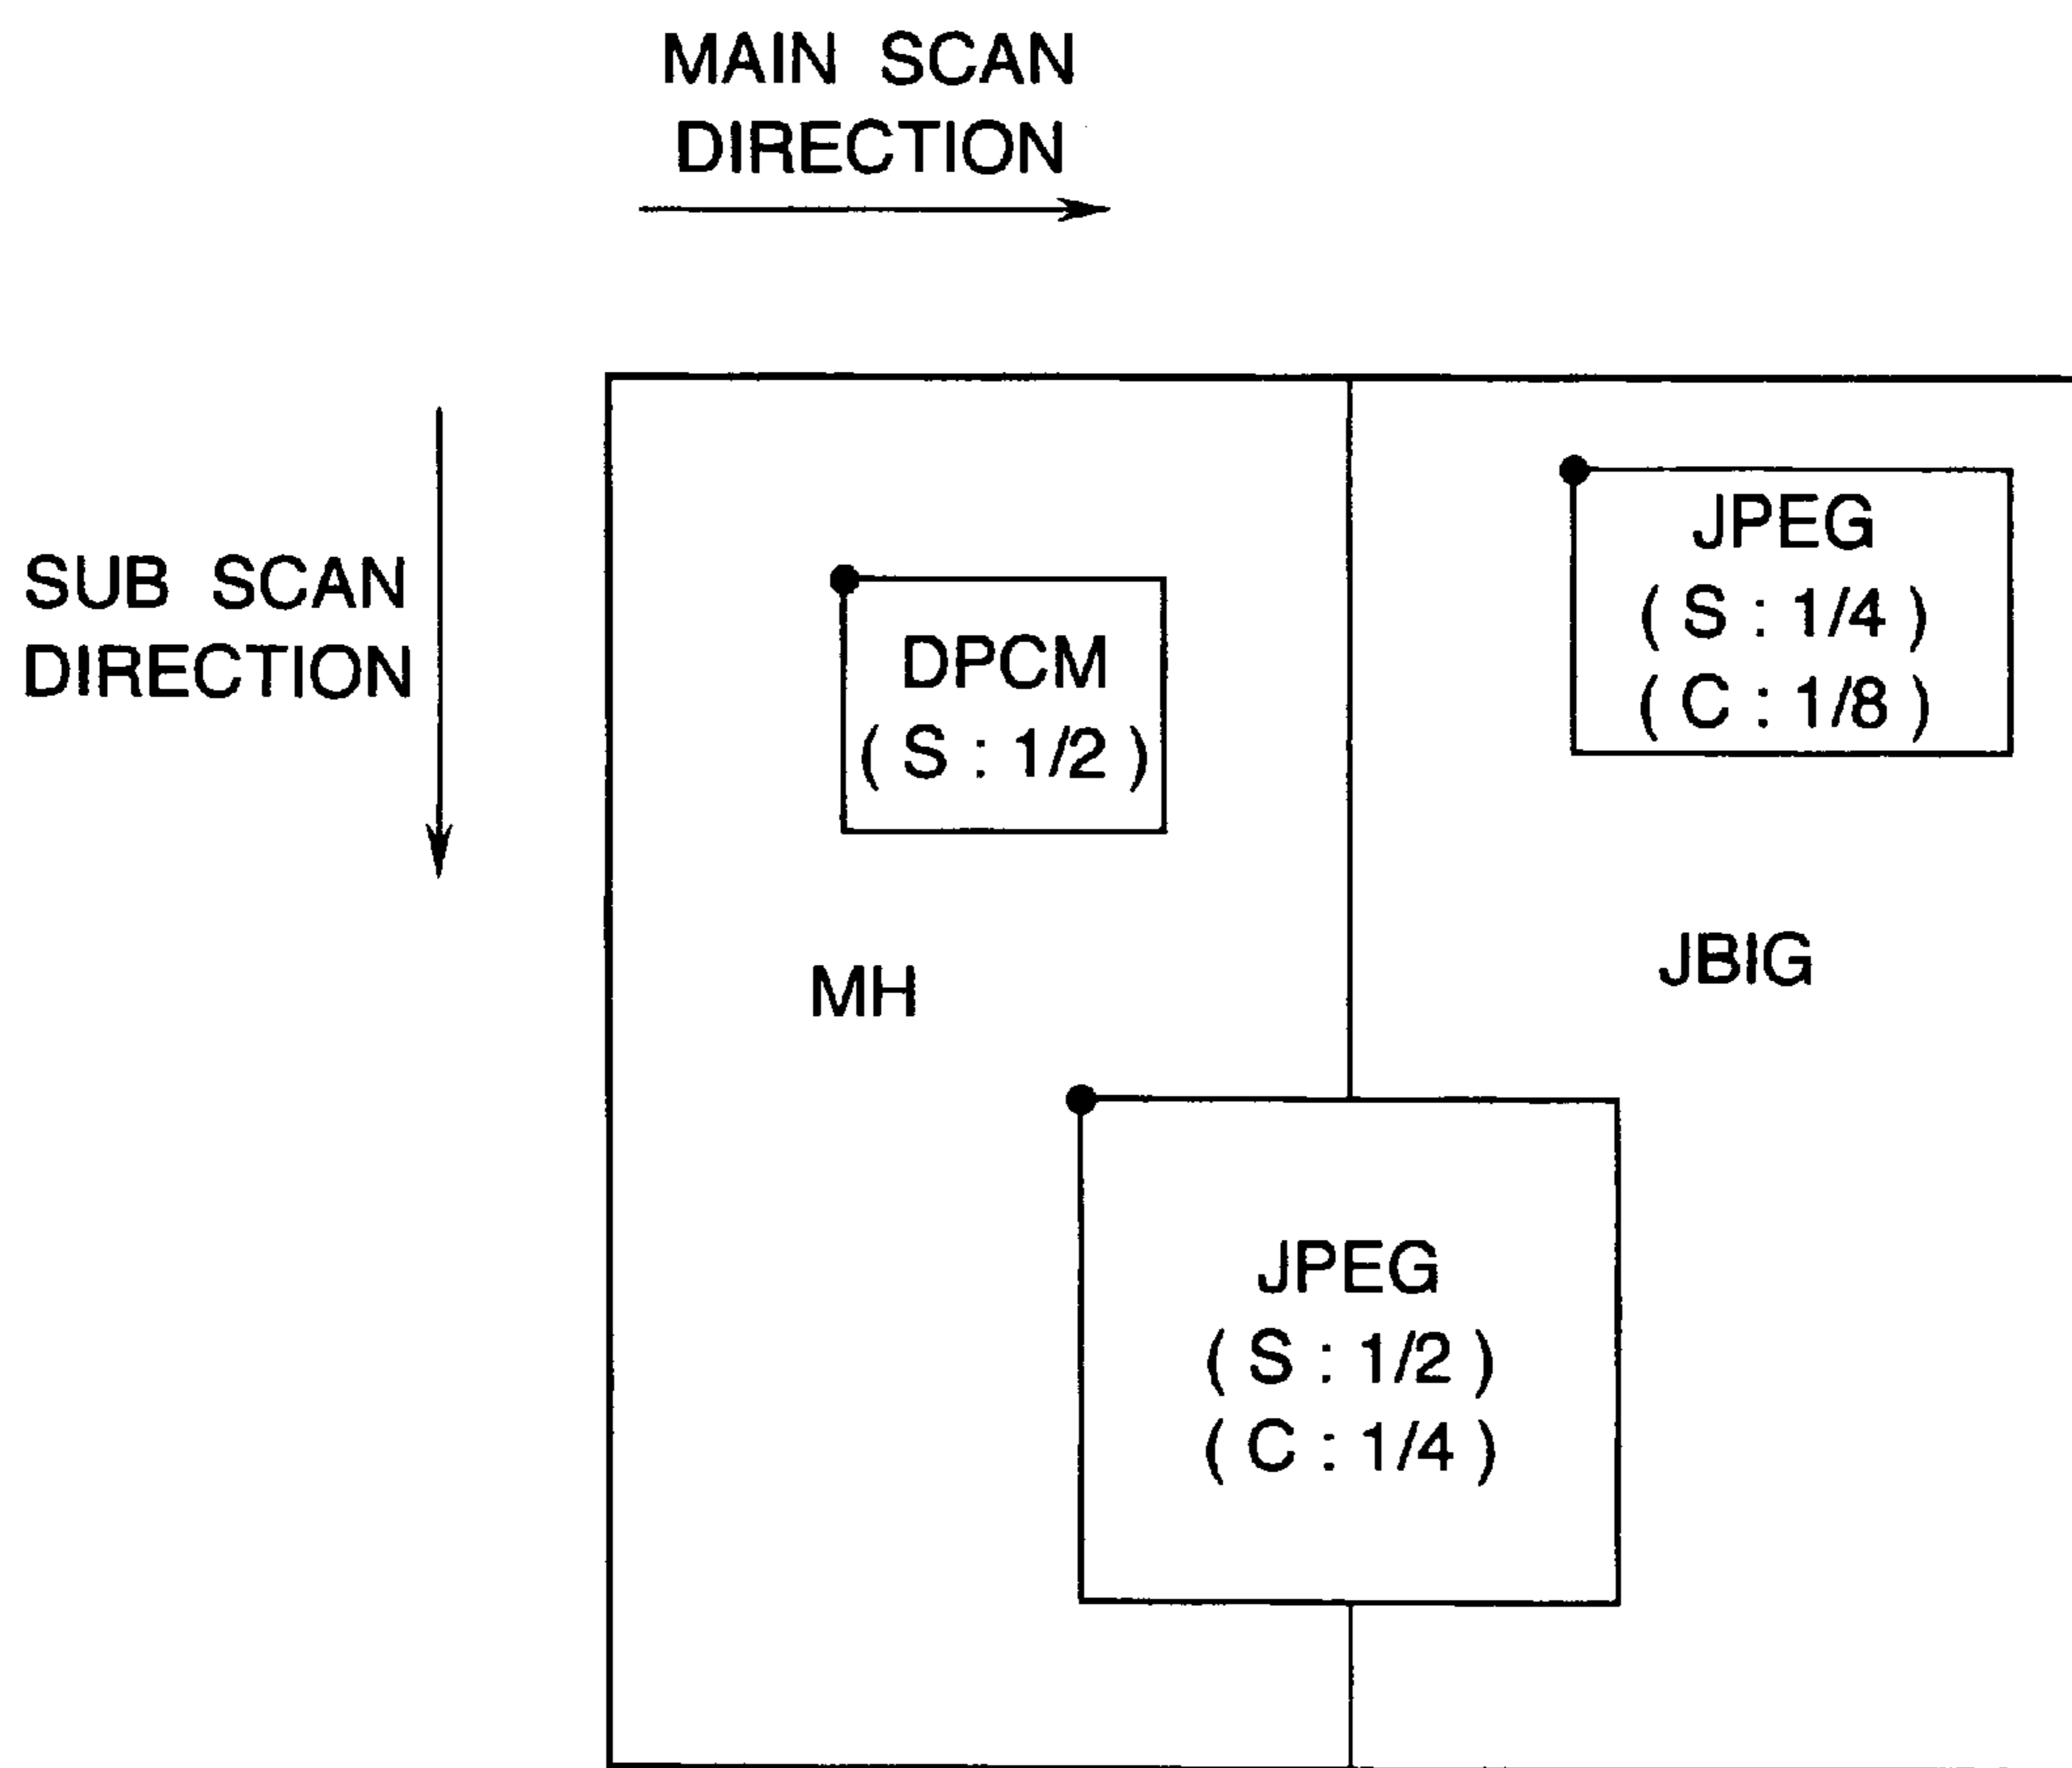 MAIN SCAN
DIRECTION
SUB SCAN
DIRECTION
DPCM
( S : 1/2 )
JPEG
( S : 1/4 )
( C : 1/8 )
MH
JBIG
JPEG
( S : 1/2 )
( C : 1/4 )